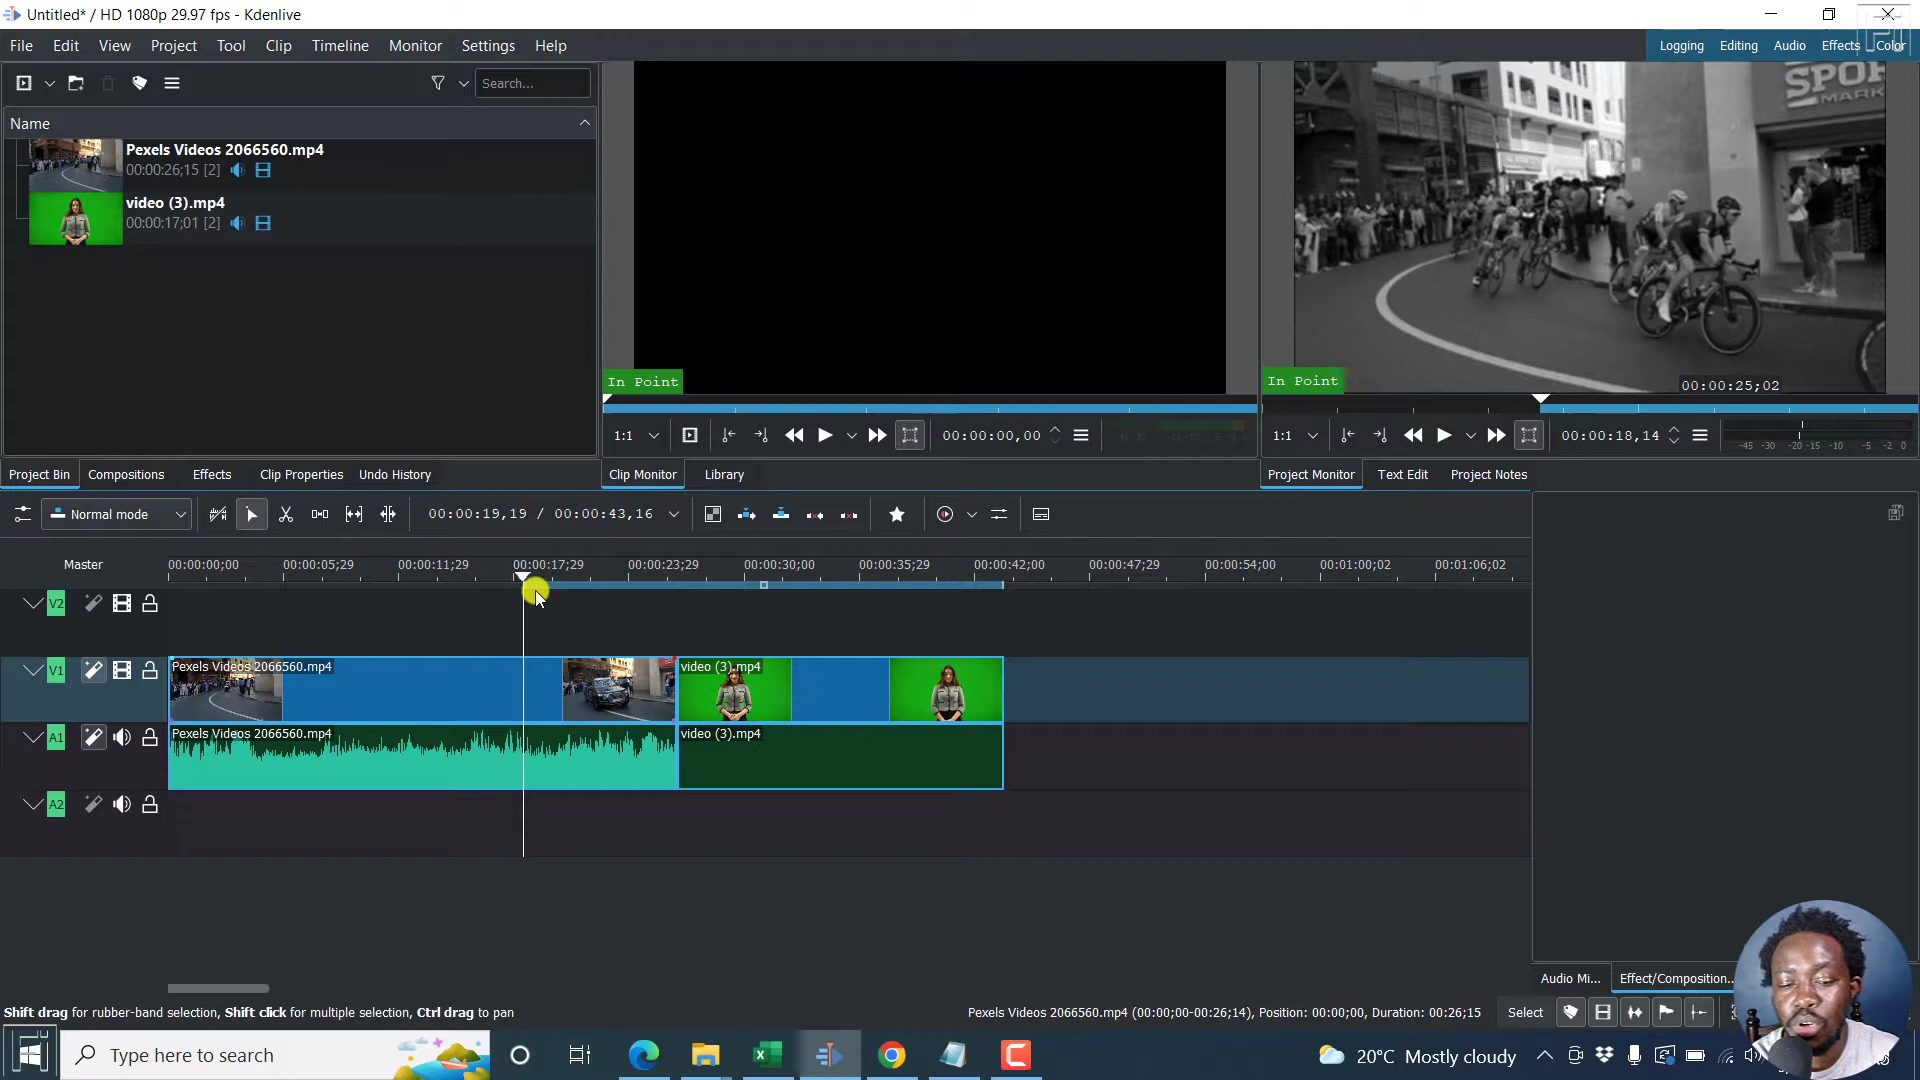 Untitled* / HD 1080p 29.97 fps - Kdenlive
File Edit View Project Tool Clip Timeline Monitor Settings Help
Logging Editing Audio Effects Color
Search...
Name
Pexels Videos 2066560.mp4
00:00:26;15 [2]
video (3).mp4
00:00:17;01 [2]
SPOR
MARK
In Point
In Point
00:00:25;02
1:1
00:00:00,00
1:1
00:00:18,14
-45 -30 -20 -15 -10 -5 -2 0
Project Bin Compositions Effects Clip Properties Undo History
Clip Monitor Library
Project Monitor Text Edit Project Notes
Normal mode
00:00:19,19 / 00:00:43,16
Master
00:00:00;00 00:00:05;29 00:00:11;29 00:00:17;29 00:00:23;29 00:00:30;00 00:00:35;29 00:00:42;00 00:00:47;29 00:00:54;00 00:01:00;02 00:01:06;02
V2
V1
Pexels Videos 2066560.mp4 video (3).mp4
A1
Pexels Videos 2066560.mp4 video (3).mp4
A2
Audio Mi... Effect/Composition...
Shift drag for rubber-band selection, Shift click for multiple selection, Ctrl drag to pan
Pexels Videos 2066560.mp4 (00:00;00-00:26;14), Position: 00:00;00, Duration: 00:26;15
Select
Type here to search
20°C Mostly cloudy